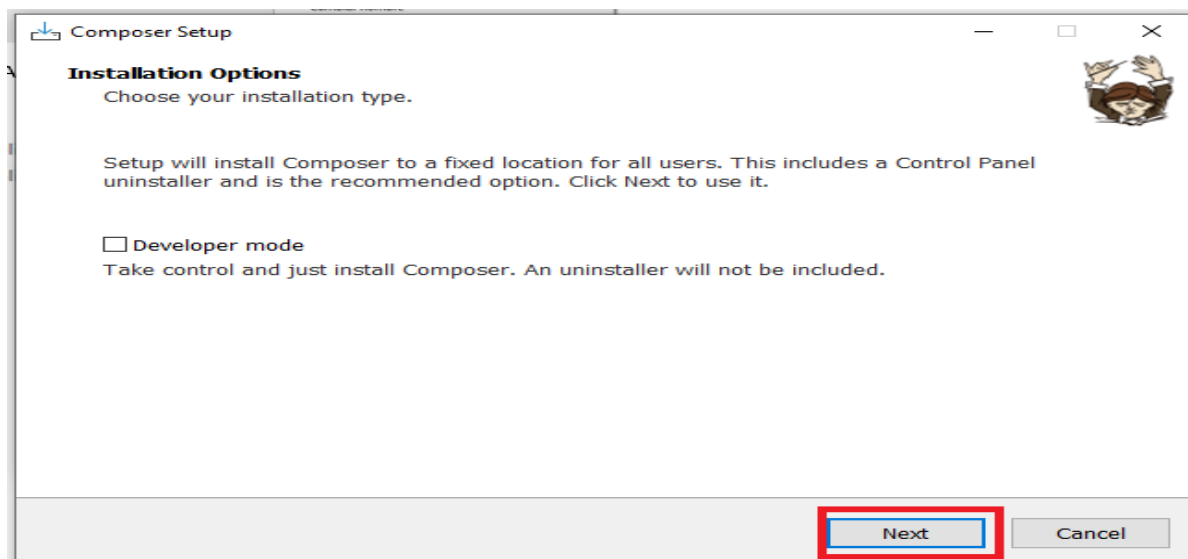 Composer Setup
Installation Options
Choose your installation type.
Setup will install Composer to a fixed location for all users. This includes a Control Panel
uninstaller and is the recommended option. Click Next to use it.
Developer mode
Take control and just install Composer. An uninstaller will not be included.
Next
Cancel